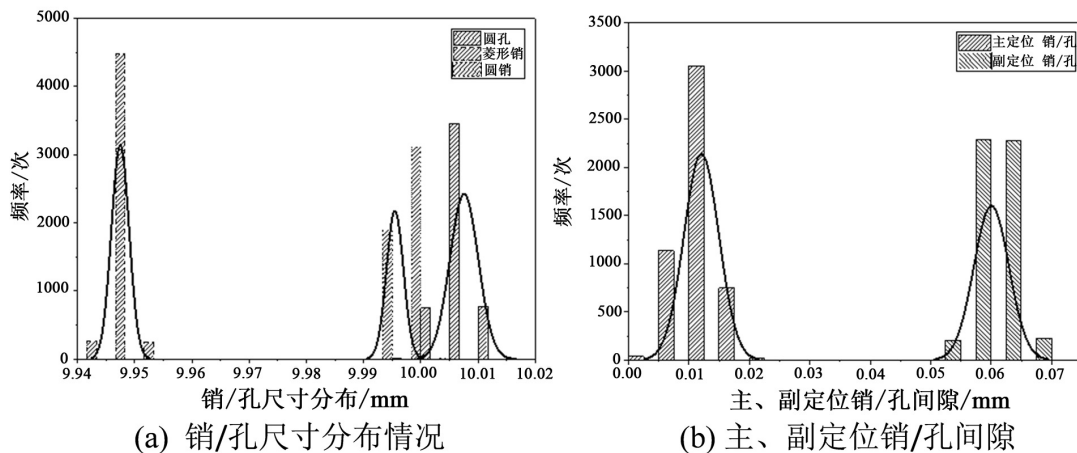 5000
4000
3000
2000
1000
0
频率/次
圆孔
菱形销
圆销
9.94 9.95 9.96 9.97 9.98 9.99 10.00 10.01 10.02
销/孔尺寸分布/mm
(a) 销/孔尺寸分布情况
3500
3000
2500
2000
1500
1000
500
0
频率/次
主定位 销/孔
副定位 销/孔
0.00 0.01 0.02 0.03 0.04 0.05 0.06 0.07
主、副定位销/孔间隙/mm
(b) 主、副定位销/孔间隙